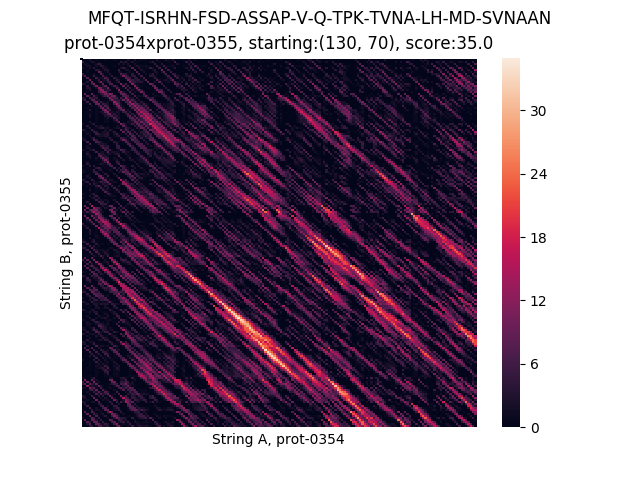 MFQT-ISRHN-FSD-ASSAP-V-Q-TPK-TVNA-LH-MD-SVNAAN
prot-0354xprot-0355, starting:(130, 70), score:35.0
String B, prot-0355
30
24
18
12
6
0
String A, prot-0354